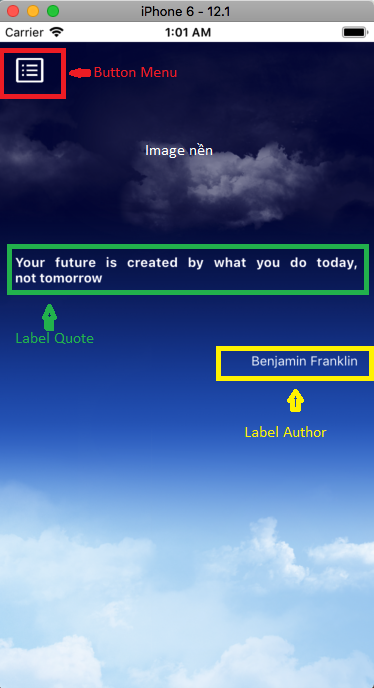 iPhone 6 - 12.1
Carrier 1:01 AM
Button Menu
Image nền
Your future is created by what you do today,
not tomorrow
Label Quote
Benjamin Franklin
Label Author